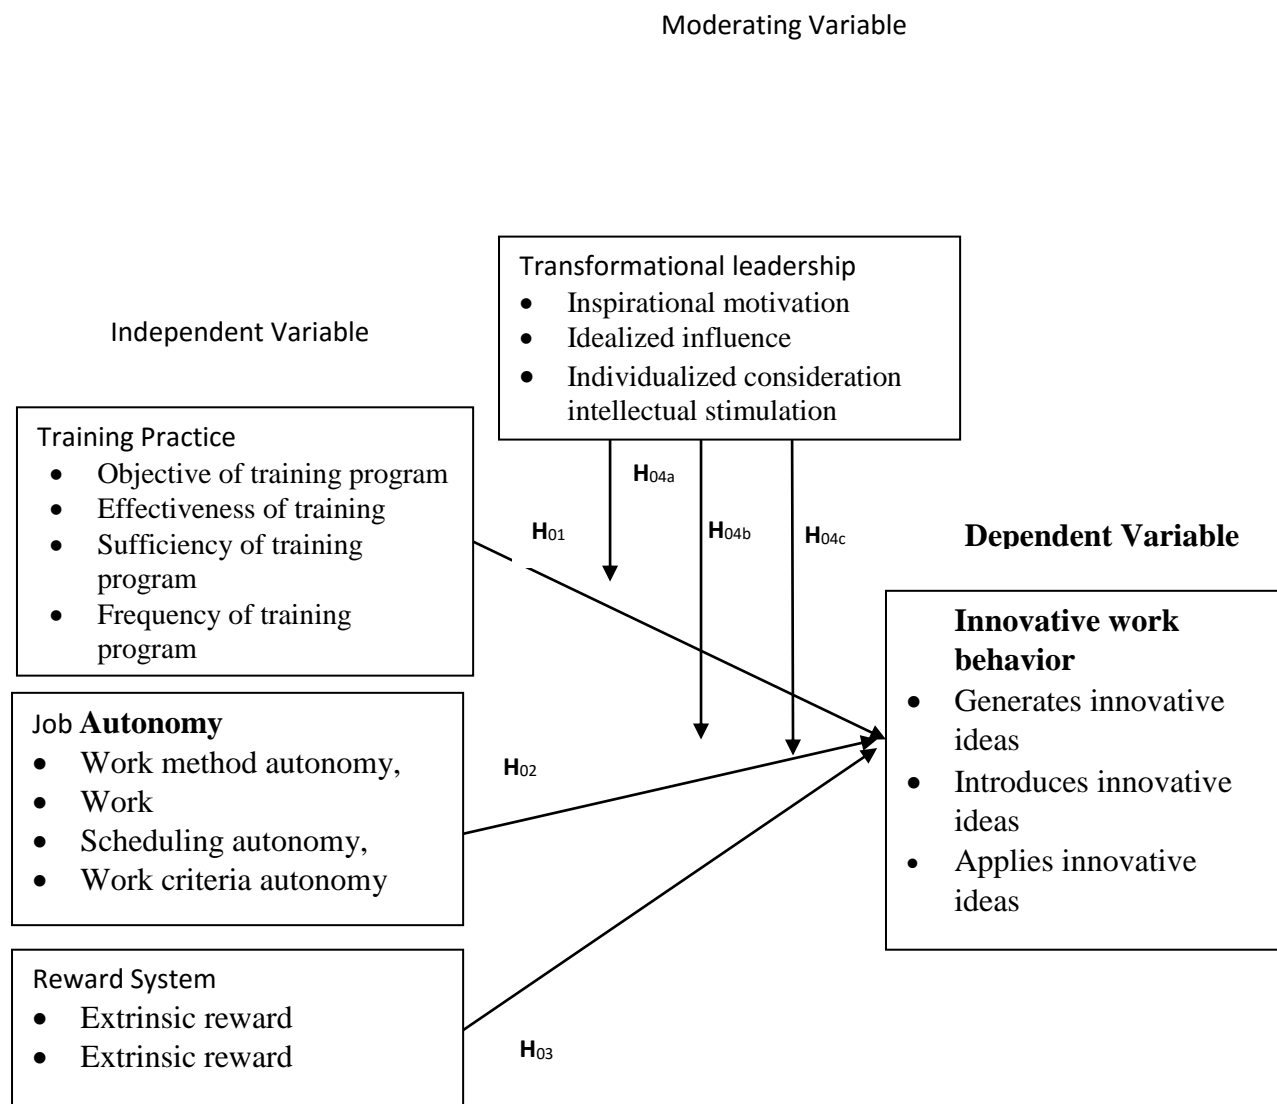 Moderating Variable
Transformational leadership
• Inspirational motivation
• Idealized influence
• Individualized consideration
intellectual stimulation
Independent Variable
Training Practice
• Objective of training program
• Effectiveness of training
• Sufficiency of training
program
• Frequency of training
program
H04a
H01
H04b
H04c
Dependent Variable
Job Autonomy
• Work method autonomy,
• Work
• Scheduling autonomy,
• Work criteria autonomy
H02
Innovative work
behavior
• Generates innovative
ideas
• Introduces innovative
ideas
• Applies innovative
ideas
Reward System
• Extrinsic reward
• Extrinsic reward
H03